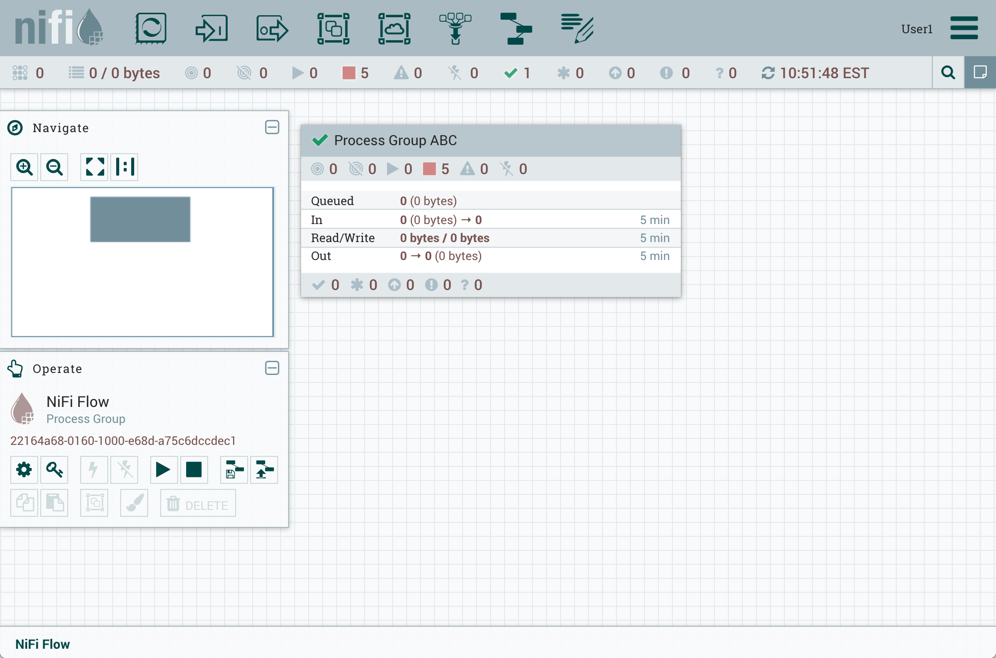 nifi
User1
0 0 / 0 bytes 0 0 0 5 0 0 1 0 0 0 ? 0 10:51:48 EST
Navigate
Process Group ABC
0 0 0 5 0 0
Queued 0 (0 bytes)
In 0 (0 bytes) → 0 5 min
Read/Write 0 bytes / 0 bytes 5 min
Out 0 → 0 (0 bytes) 5 min
0 0 0 0 ? 0
Operate
NiFi Flow
Process Group
22164a68-0160-1000-e68d-a75c6dccdec1
DELETE
NiFi Flow